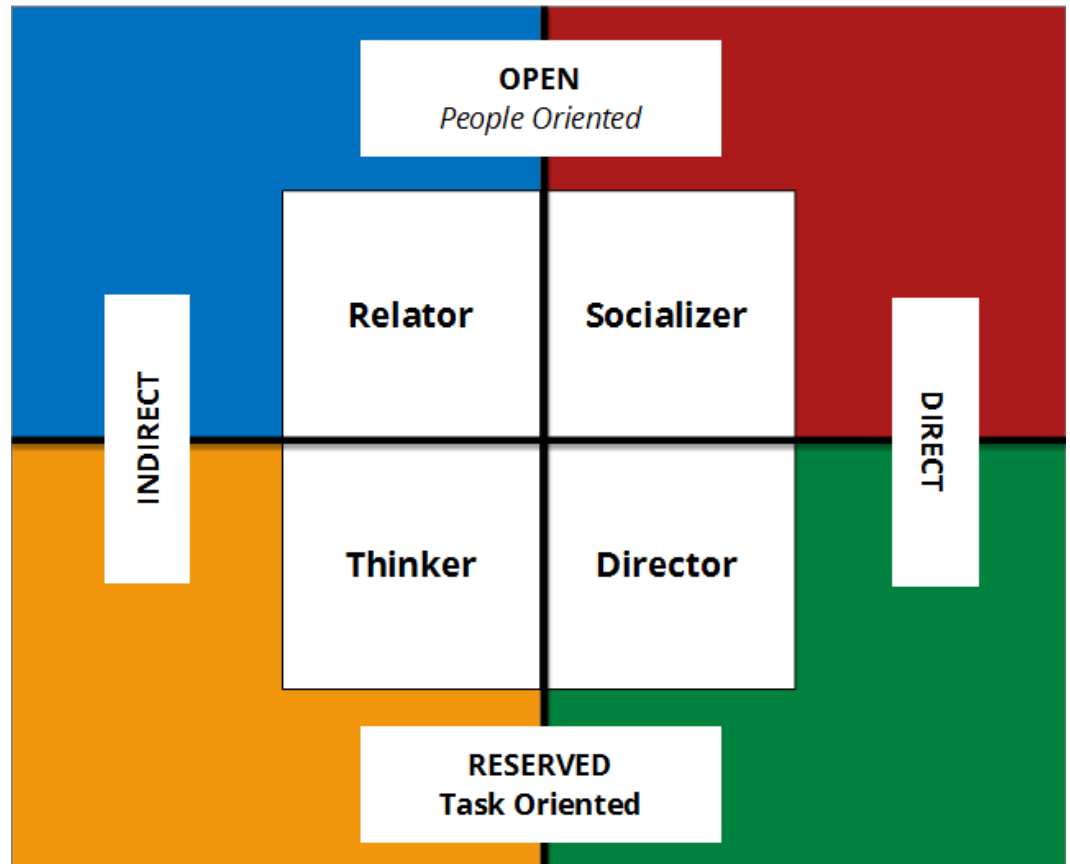 OPEN
People Oriented
Relator
Socializer
INDIRECT
DIRECT
Thinker
Director
RESERVED
Task Oriented